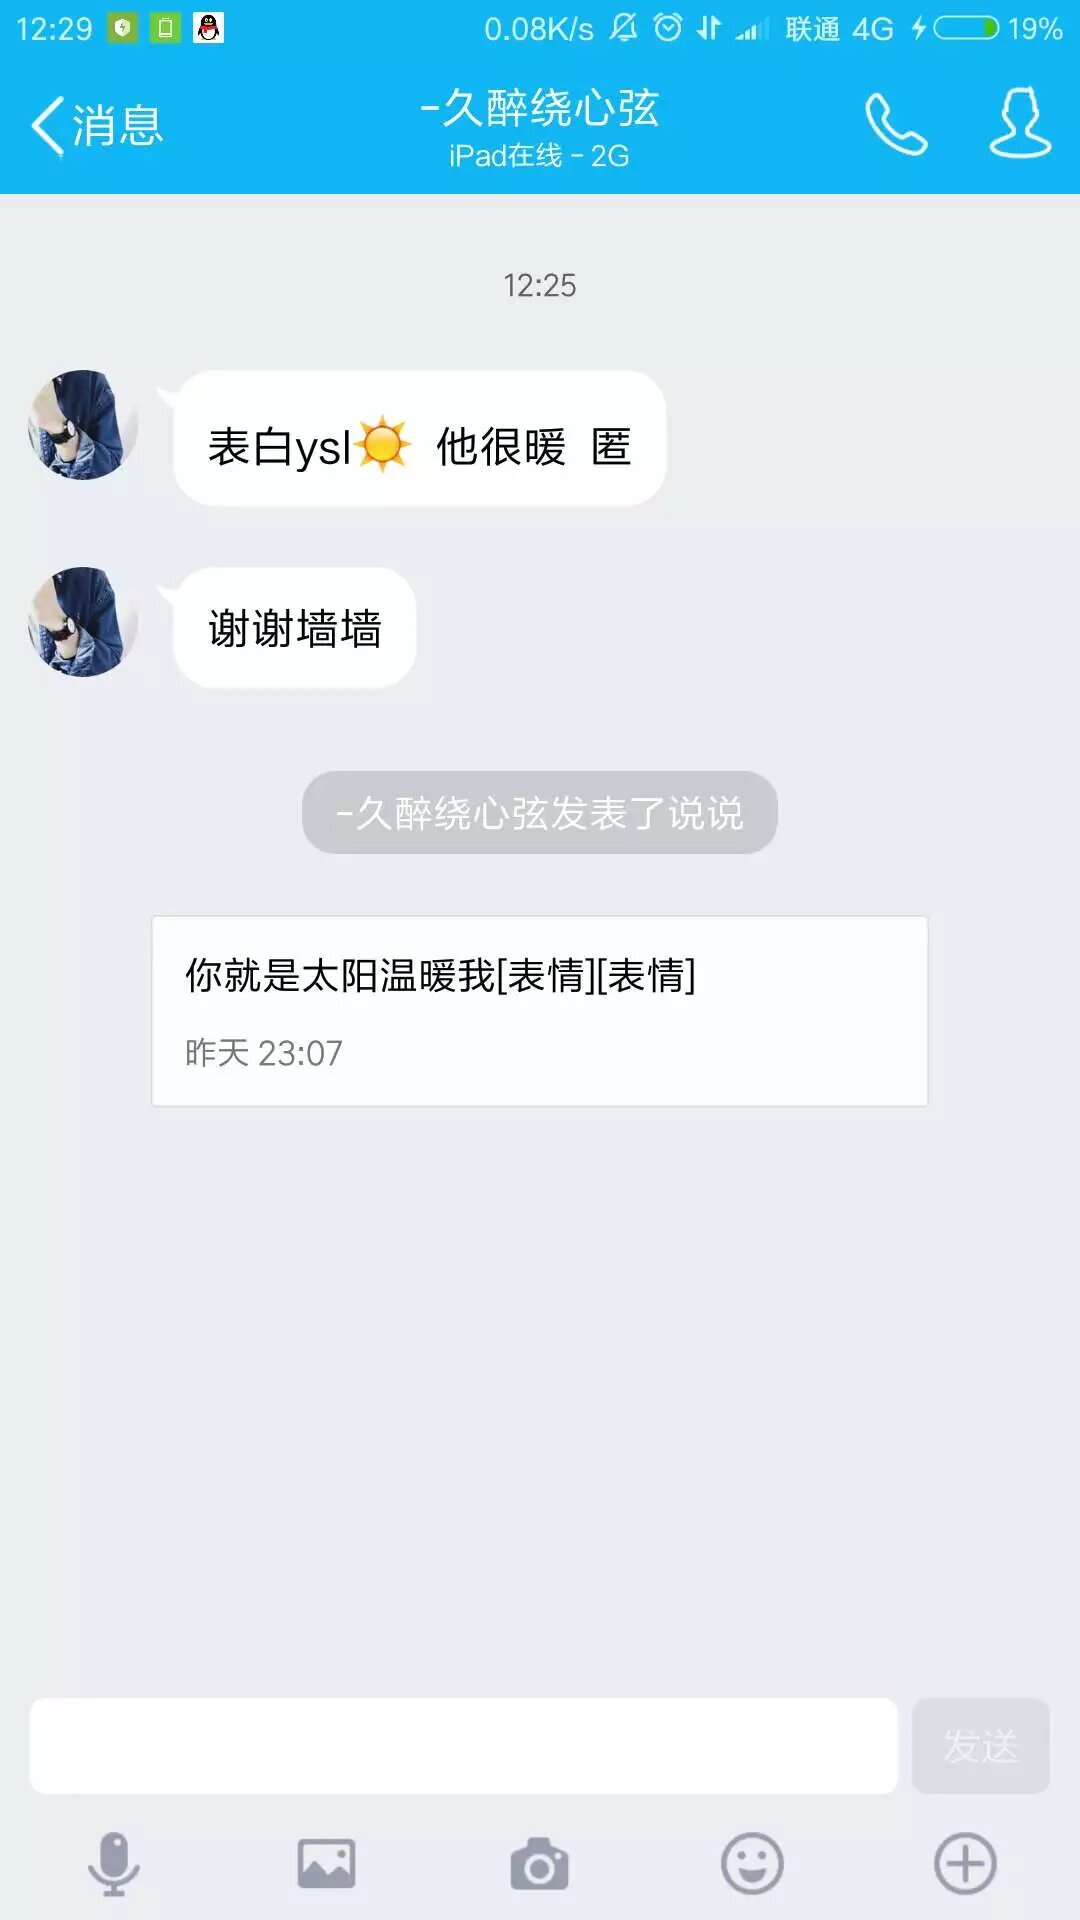 12:29 0.08K/s 联通 4G 19%
消息
-久醉绕心弦
iPad在线 - 2G
12:25
表白ysl☀️ 他很暖 匿
谢谢墙墙
-久醉绕心弦发表了说说
你就是太阳温暖我[表情][表情]
昨天 23:07
发送